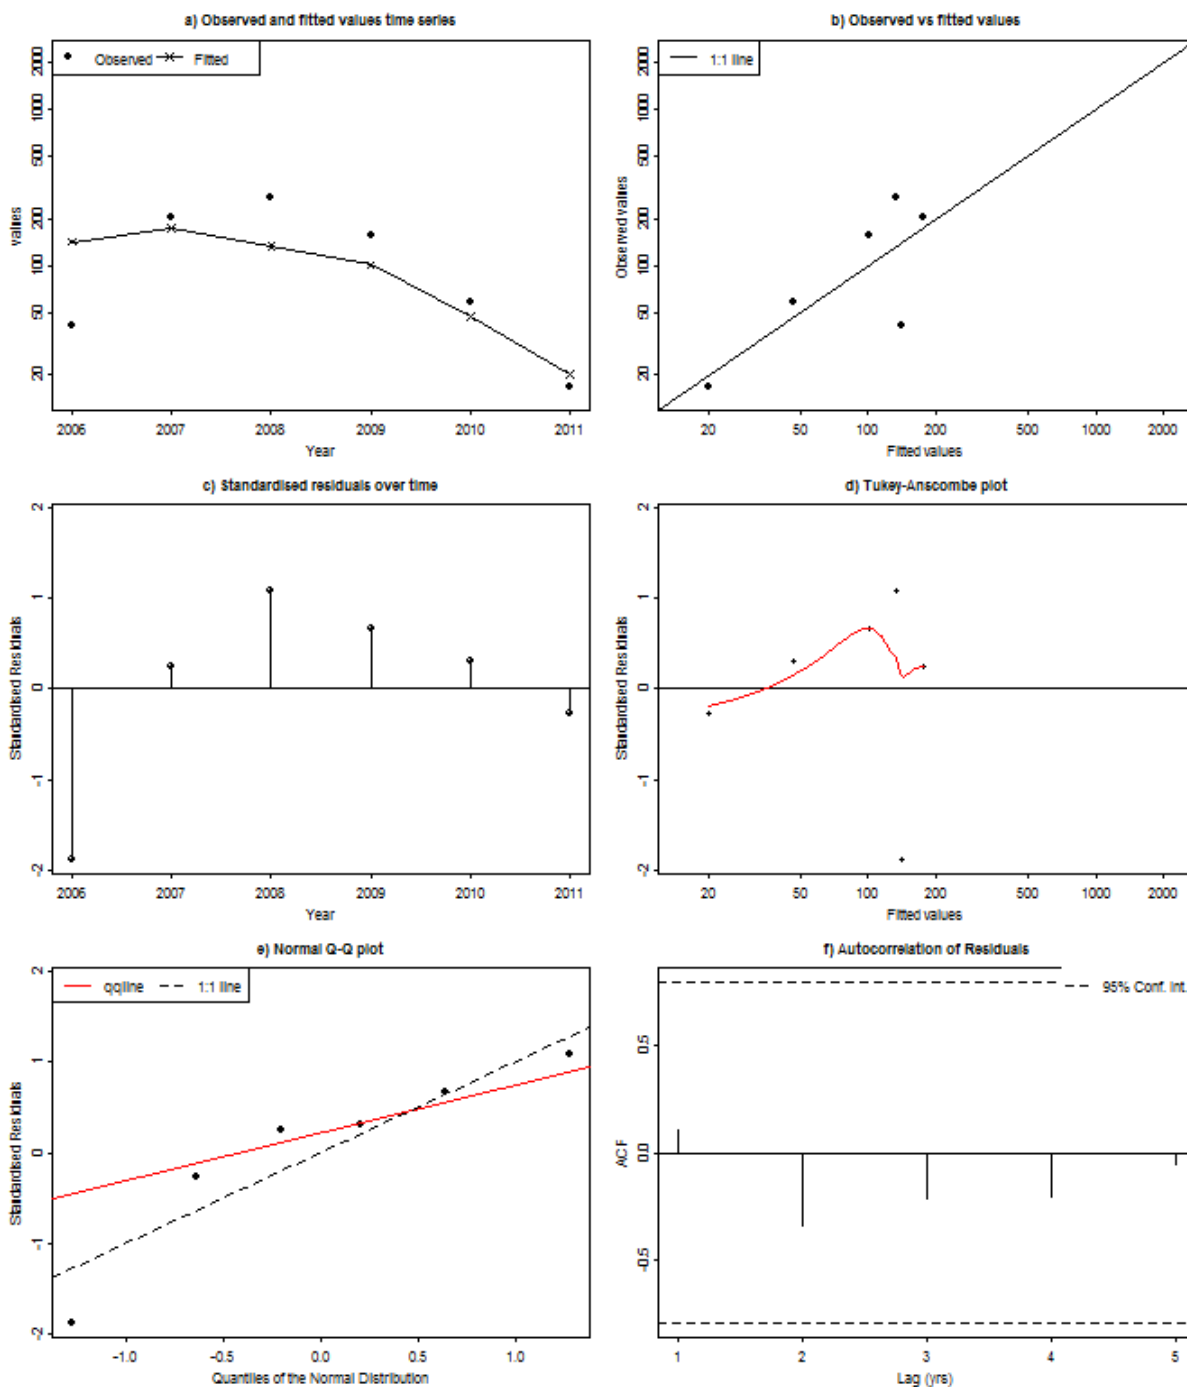 a) Observed and fitted values time series
Observed Fitted
values
2000
1000
500
200
100
50
20
2006 2007 2008 2009 2010 2011
Year
b) Observed vs fitted values
1:1 line
Observed values
2000
1000
500
200
100
50
20
20 50 100 200 500 1000 2000
Fitted values
c) Standardised residuals over time
Standardised Residuals
2
1
0
-1
-2
2006 2007 2008 2009 2010 2011
Year
d) Tukey-Anscombe plot
Standardised Residuals
2
1
0
-1
-2
20 50 100 200 500 1000 2000
Fitted values
e) Normal Q-Q plot
qqline 1:1 line
Standardised Residuals
2
1
0
-1
-2
-1.0 -0.5 0.0 0.5 1.0
Quantiles of the Normal Distribution
f) Autocorrelation of Residuals
95% Conf. Int.
ACF
0.5
0.0
-0.5
1 2 3 4 5
Lag (yrs)